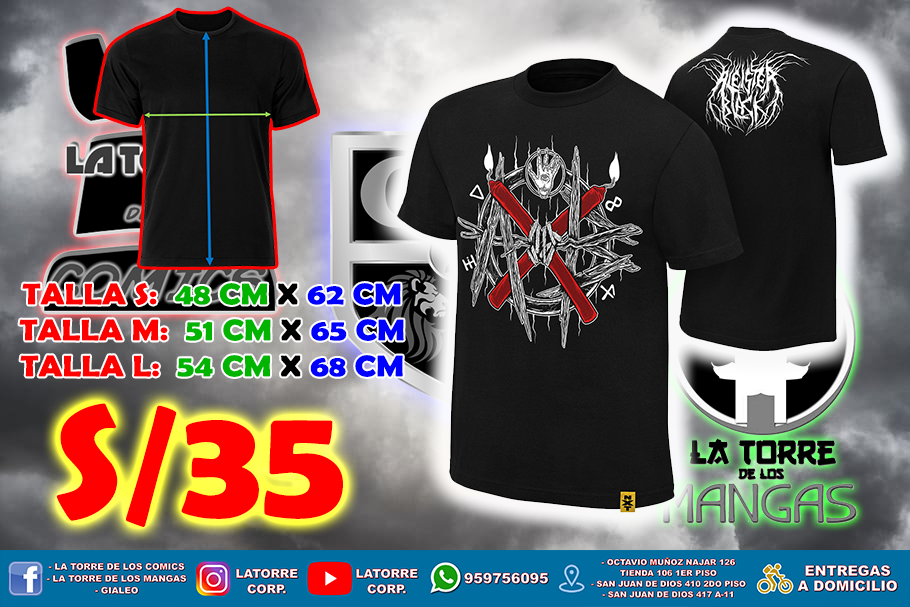 LA TOR
COMICS
TALLA S: 48 CM X 62 CM
TALLA M: 51 CM X 65 CM
TALLA L: 54 CM X 68 CM
S/35
ALEISTER
BLACK
LA TORRE
DE LOS
MANGAS
- LA TORRE DE LOS COMICS
- LA TORRE DE LOS MANGAS
- GIALEO
LATORRE
CORP.
LATORRE
CORP.
959756095
- OCTAVIO MUÑOZ NAJAR 126
TIENDA 106 1ER PISO
- SAN JUAN DE DIOS 410 2DO PISO
- SAN JUAN DE DIOS 417 A-11
ENTREGAS
A DOMICILIO